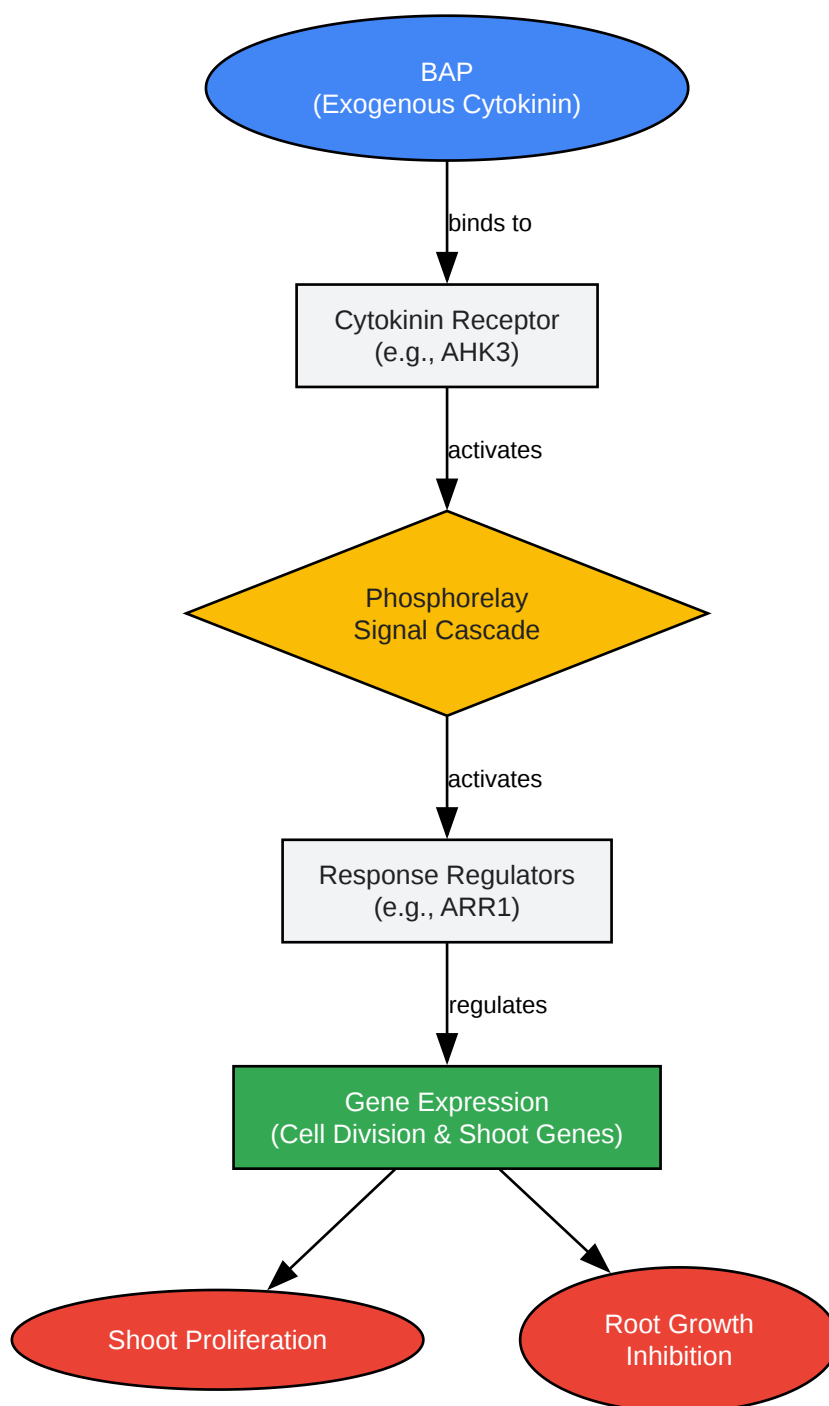 BAP
(Exogenous Cytokinin)
binds to
Cytokinin Receptor
(e.g., AHK3)
activates
Phosphorelay
Signal Cascade
activates
Response Regulators
(e.g., ARR1)
regulates
Gene Expression
(Cell Division & Shoot Genes)
Shoot Proliferation
Root Growth
Inhibition